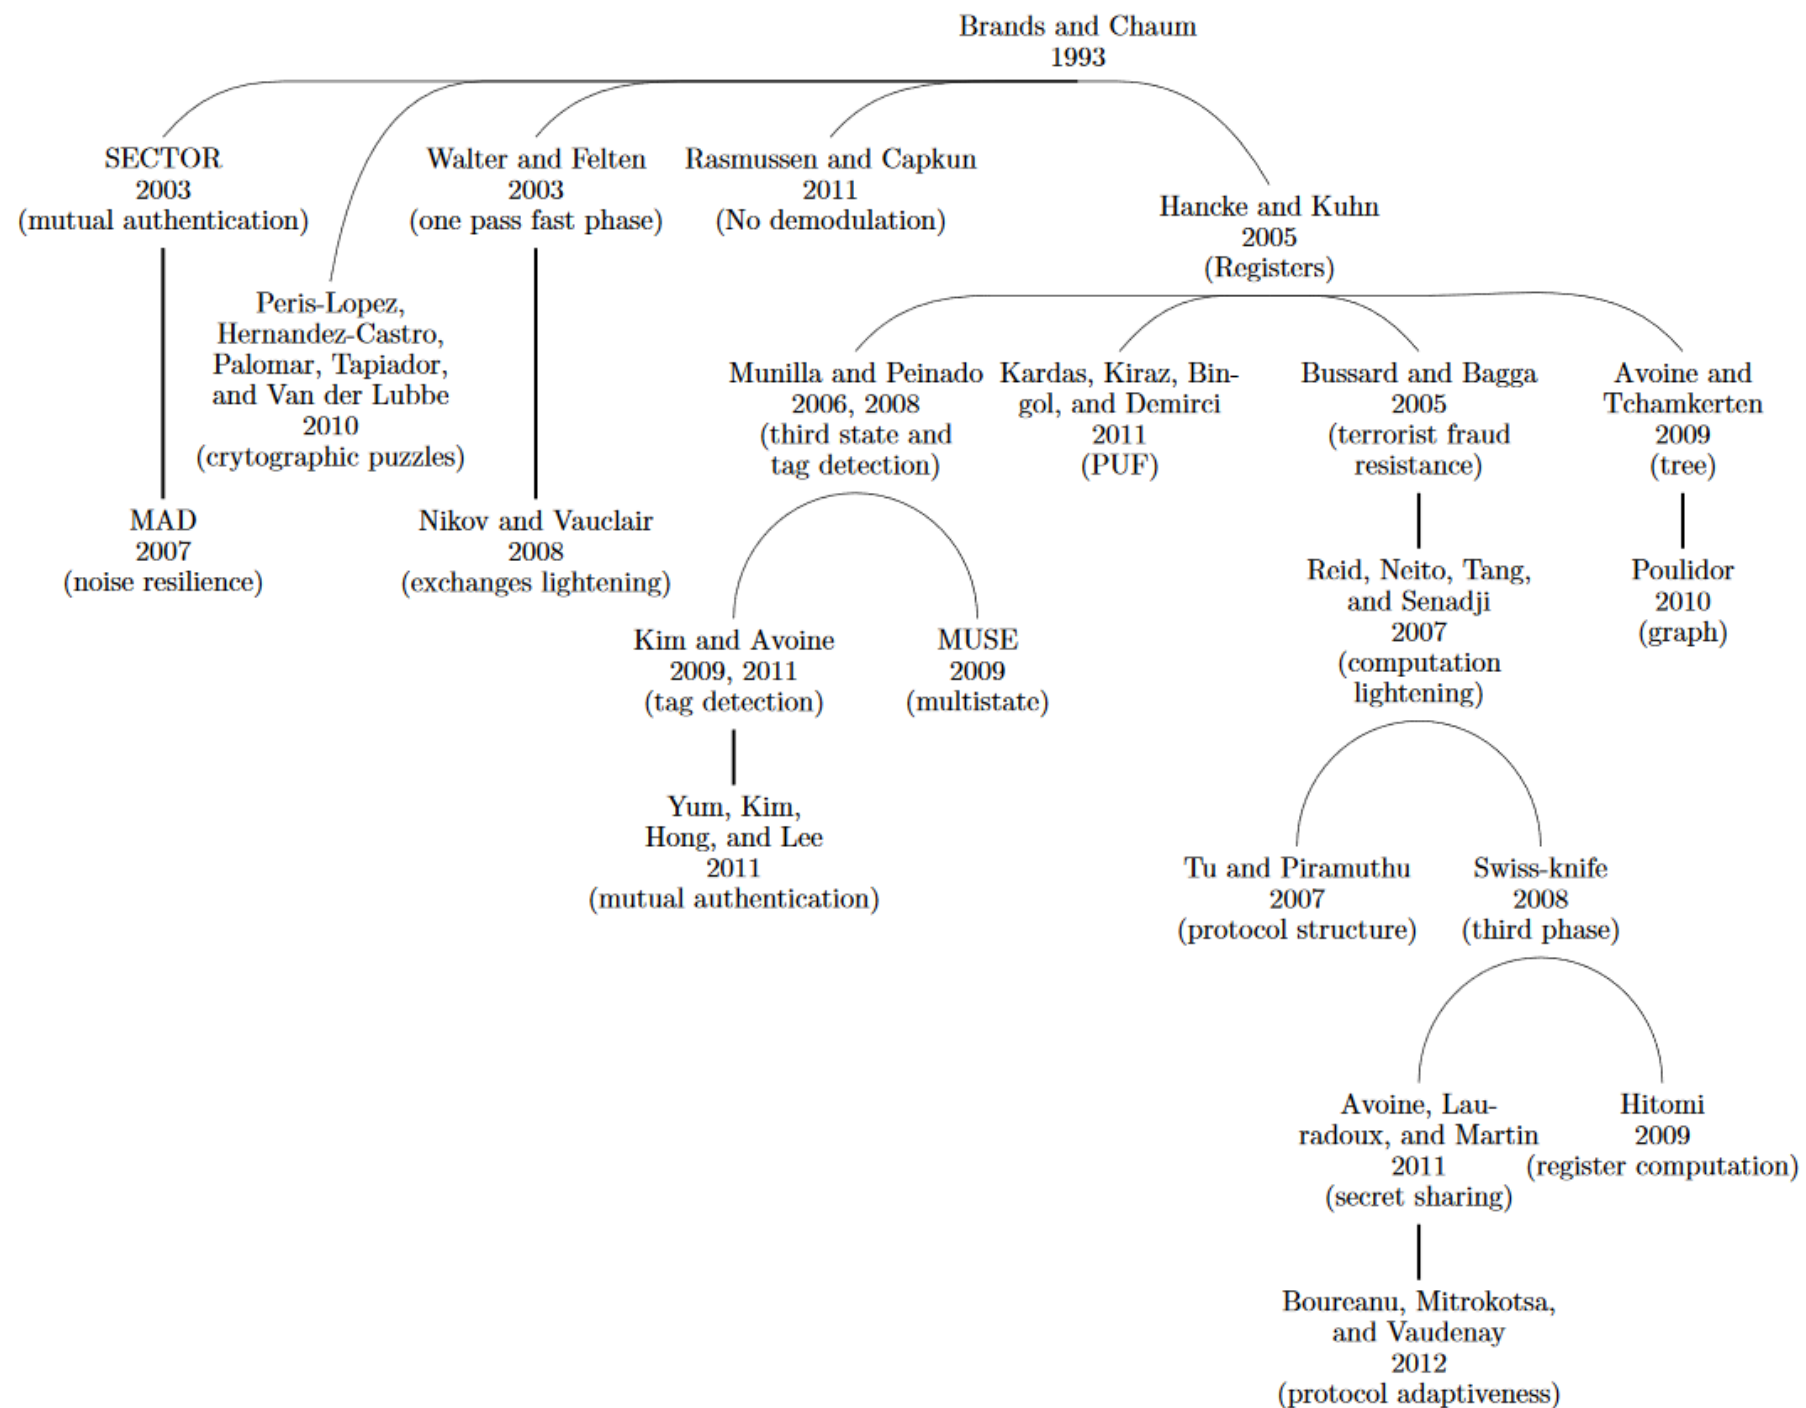 Brands and Chaum
1993
SECTOR
2003
(mutual authentication)
Walter and Felten
2003
(one pass fast phase)
Rasmussen and Capkun
2011
(No demodulation)
Hancke and Kuhn
2005
(Registers)
Peris-Lopez,
Hernandez-Castro,
Palomar, Tapiador,
and Van der Lubbe
2010
(crytographic puzzles)
Munilla and Peinado
2006, 2008
(third state and
tag detection)
Kardas, Kiraz, Bin-
gol, and Demirci
2011
(PUF)
Bussard and Bagga
2005
(terrorist fraud
resistance)
Avoine and
Tchamkerten
2009
(tree)
MAD
2007
(noise resilience)
Nikov and Vauclair
2008
(exchanges lightening)
Reid, Neito, Tang,
and Senadji
2007
(computation
lightening)
Poulidor
2010
(graph)
Kim and Avoine
2009, 2011
(tag detection)
MUSE
2009
(multistate)
Yum, Kim,
Hong, and Lee
2011
(mutual authentication)
Tu and Piramuthu
2007
(protocol structure)
Swiss-knife
2008
(third phase)
Avoine, Lau-
radoux, and Martin
2011
(secret sharing)
Hitomi
2009
(register computation)
Boureanu, Mitrokotsa,
and Vaudenay
2012
(protocol adaptiveness)